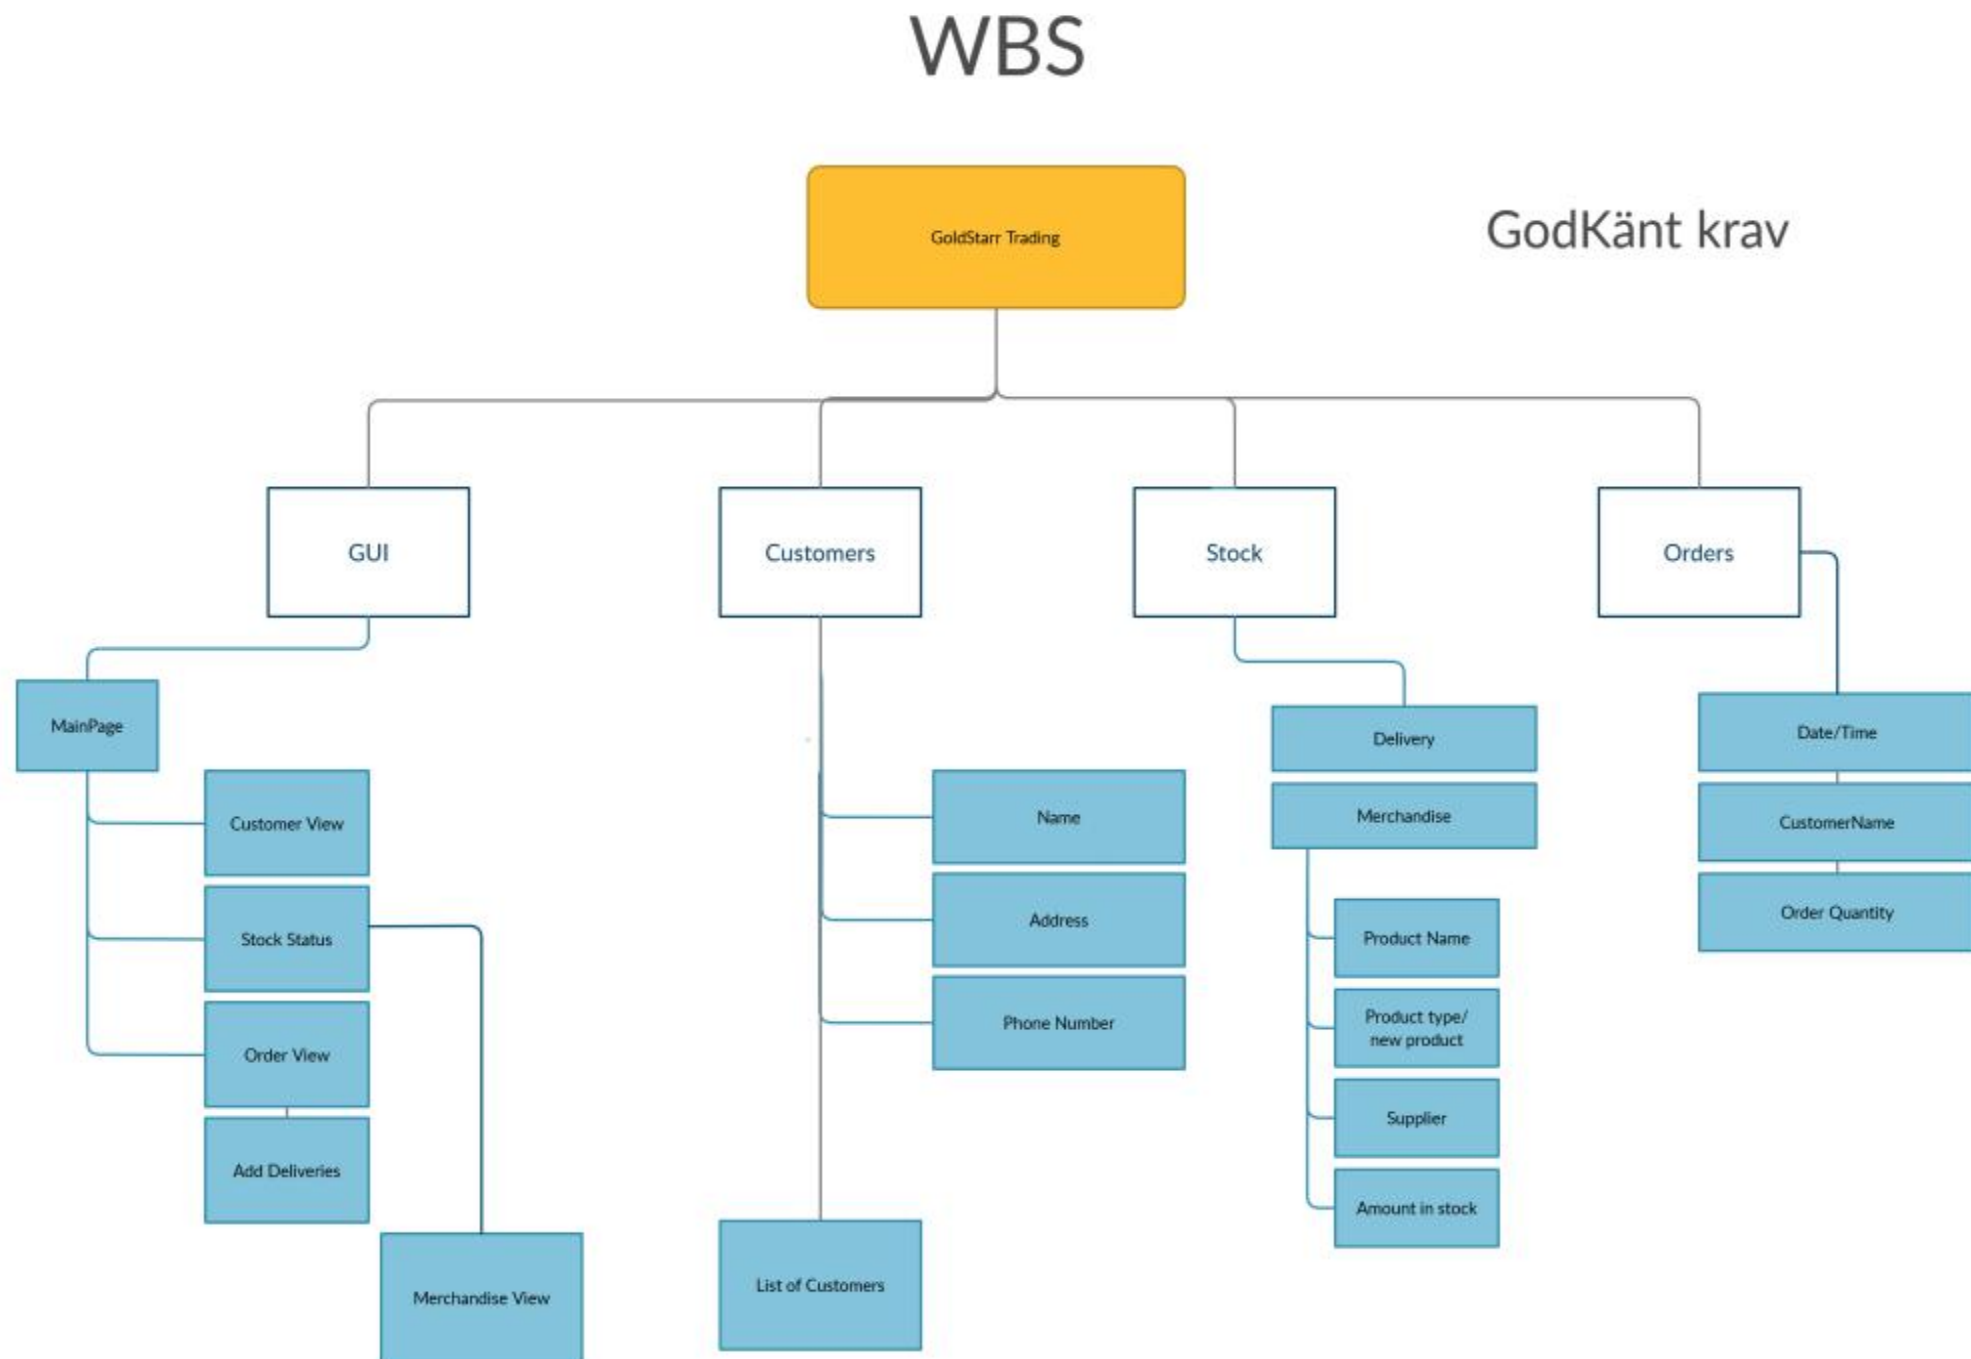 WBS
GoldStarr Trading
GodKänt krav
GUI
Customers
Stock
Orders
MainPage
Customer View
Stock Status
Order View
Add Deliveries
Merchandise View
Name
Address
Phone Number
List of Customers
Delivery
Merchandise
Product Name
Product type/
new product
Supplier
Amount in stock
Date/Time
CustomerName
Order Quantity